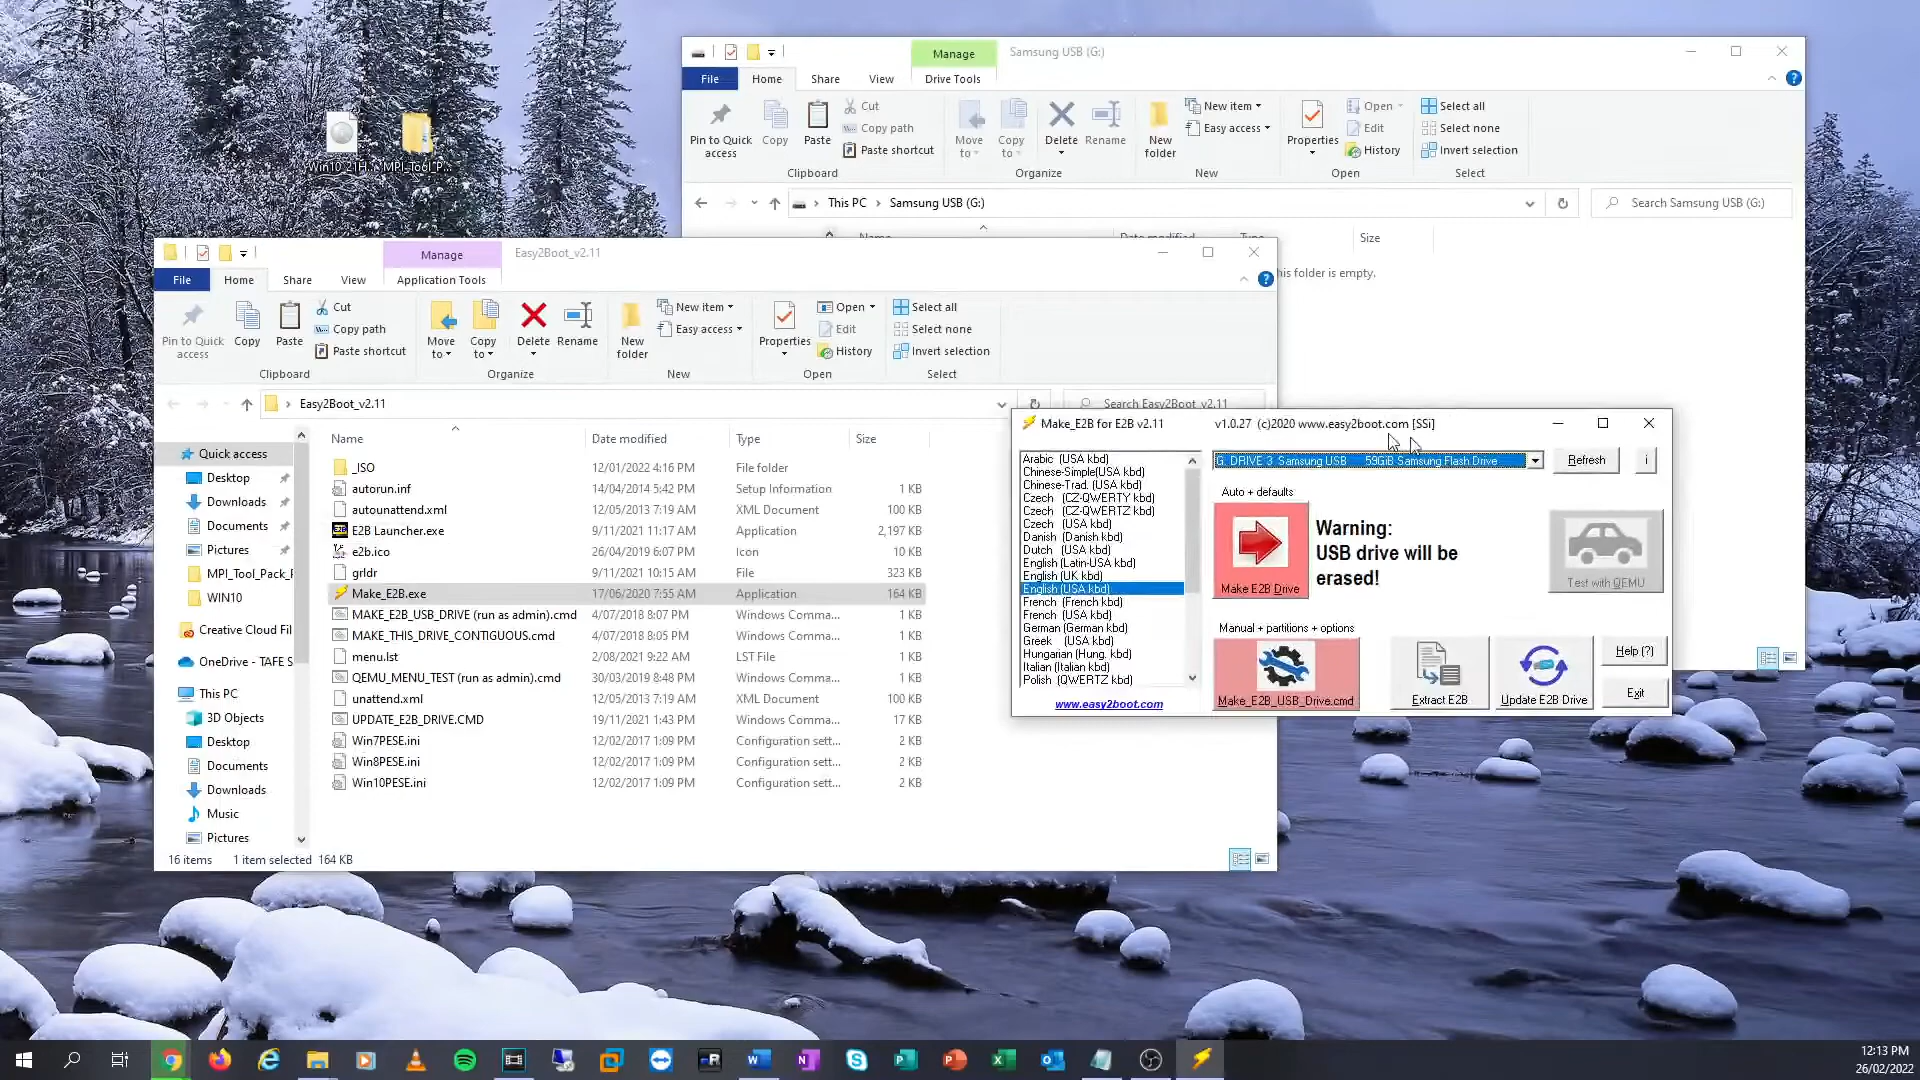 Manage
Samsung USB (G:)
File
Home
Share
View
Drive Tools
Pin to Quick access
Copy
Paste
Cut
Copy path
Paste shortcut
Move to
Copy to
Delete
Rename
New folder
New item
Easy access
Properties
Open
Edit
History
Select all
Select none
Invert selection
Clipboard
Organize
New
Open
Select
This PC
Samsung USB (G:)
Search Samsung USB (G:)
Name
Date modified
Type
Size
his folder is empty.
Win10_21H...
MPI-Tool_P...
Manage
Easy2Boot_v2.11
File
Home
Share
View
Application Tools
Pin to Quick access
Copy
Paste
Cut
Copy path
Paste shortcut
Move to
Copy to
Delete
Rename
New folder
New item
Easy access
Properties
Open
Edit
History
Select all
Select none
Invert selection
Clipboard
Organize
New
Open
Select
Easy2Boot_v2.11
Search Easy2Boot_v2.11
Quick access
Desktop
Downloads
Documents
Pictures
MPI_Tool_Pack_F
WIN10
Creative Cloud Fil
OneDrive - TAFE S
This PC
3D Objects
Desktop
Documents
Downloads
Music
Pictures
Name Date modified Type Size
_ISO 12/01/2022 4:16 PM File folder
autorun.inf 14/04/2014 5:42 PM Setup Information 1 KB
autounattend.xml 12/05/2013 7:19 AM XML Document 100 KB
E2B Launcher.exe 9/11/2021 11:17 AM Application 2,197 KB
e2b.ico 26/04/2019 6:07 PM Icon 10 KB
grldr 9/11/2021 10:15 AM File 323 KB
Make_E2B.exe 17/06/2020 7:55 AM Application 164 KB
MAKE_E2B_USB_DRIVE (run as admin).cmd 4/07/2018 8:07 PM Windows Comma... 1 KB
MAKE_THIS_DRIVE_CONTIGUOUS.cmd 4/07/2018 8:05 PM Windows Comma... 1 KB
menu.lst 2/08/2021 9:22 AM LST File 1 KB
QEMU_MENU_TEST (run as admin).cmd 30/03/2019 8:48 PM Windows Comma... 1 KB
unattend.xml 12/05/2013 7:19 AM XML Document 100 KB
UPDATE_E2B_DRIVE.CMD 19/11/2021 1:43 PM Windows Comma... 17 KB
Win7PESE.ini 12/02/2017 1:09 PM Configuration sett... 2 KB
Win8PESE.ini 12/02/2017 1:09 PM Configuration sett... 2 KB
Win10PESE.ini 12/02/2017 1:09 PM Configuration sett... 2 KB
16 items 1 item selected 164 KB
Make_E2B for E2B v2.11 v1.0.27 (c)2020 www.easy2boot.com [SSi]
Arabic (USA kbd)
Chinese-Simple(USA kbd)
Chinese-Trad. (USA kbd)
Czech (CZ-QWERTY kbd)
Czech (CZ-QWERTZ kbd)
Czech (USA kbd)
Danish (Danish kbd)
Dutch (USA kbd)
English (Latin-USA kbd)
English (UK kbd)
English (USA kbd)
French (French kbd)
French (USA kbd)
German (German kbd)
Greek (USA kbd)
Hungarian (Hung. kbd)
Italian (Italian kbd)
Polish (QWERTZ kbd)
www.easy2boot.com
G: DRIVE 3 Samsung USB 59GiB Samsung Flash Drive
Refresh
i
Auto + defaults
Make E2B Drive
Warning:
USB drive will be
erased!
Test with QEMU
Manual + partitions + options
Make_E2B_USB_Drive.cmd
Extract E2B
Update E2B Drive
Help (?)
Exit
12:13 PM
26/02/2022